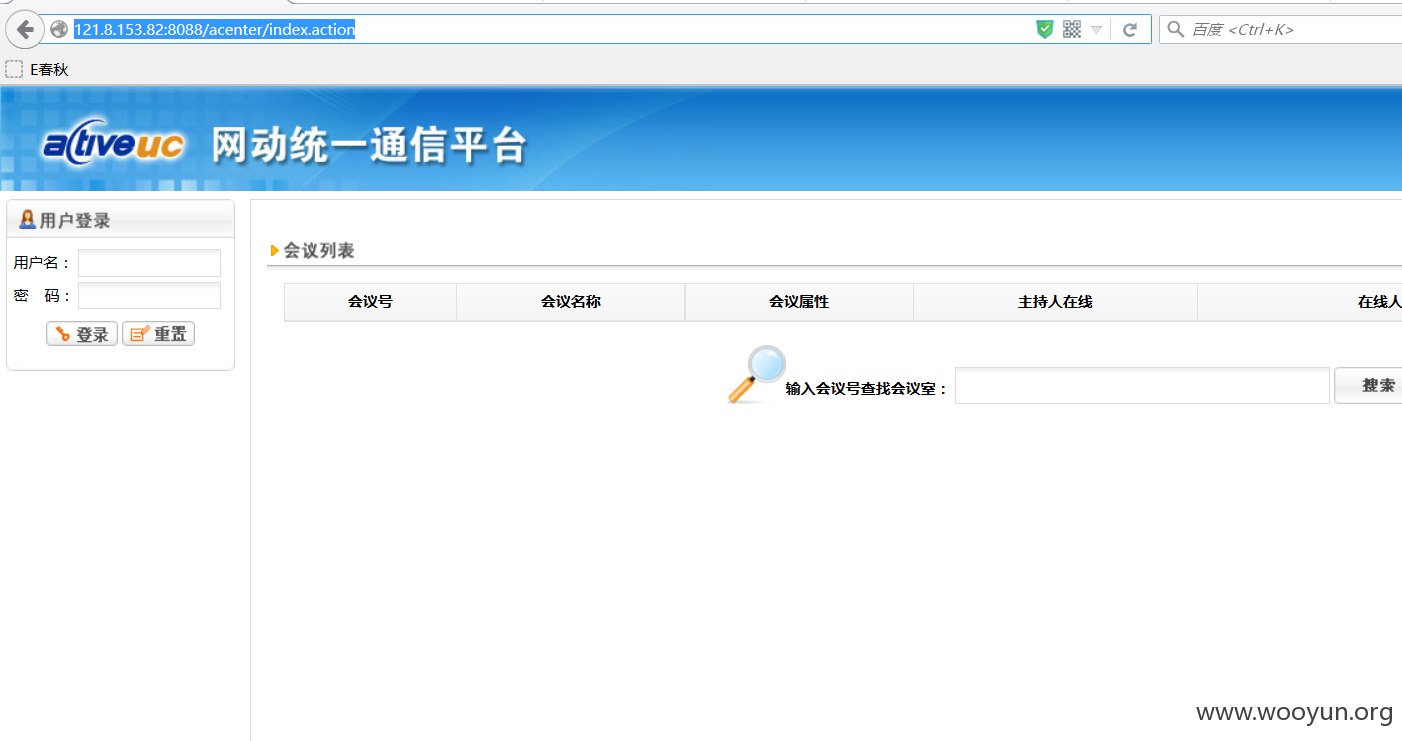 121.8.153.82:8088/acenter/index.action
百度 <Ctrl+K>
E春秋
activeuc 网动统一通信平台
用户登录
用户名：
密 码：
登录 重置
会议列表
会议号 会议名称 会议属性 主持人在线 在线人
输入会议号查找会议室： 搜索
www.wooyun.org